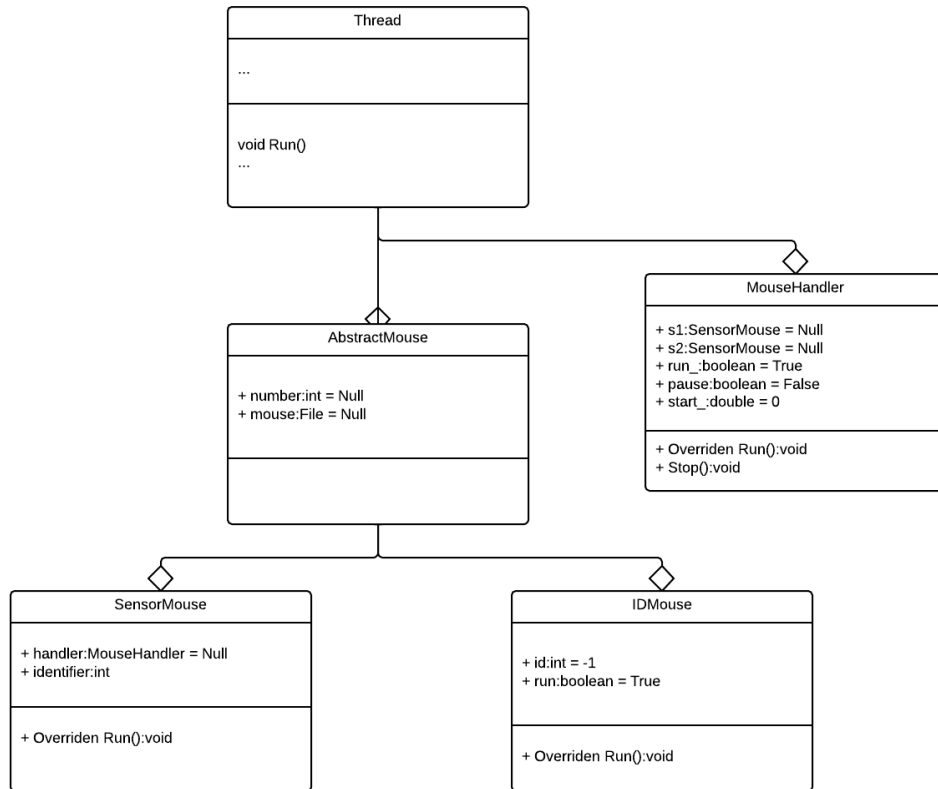 Thread
...
void Run()
...
AbstractMouse
+ number:int = Null
+ mouse:File = Null
MouseHandler
+ s1:SensorMouse = Null
+ s2:SensorMouse = Null
+ run_:boolean = True
+ pause:boolean = False
+ start_:double = 0
+ Overriden Run():void
+ Stop():void
SensorMouse
+ handler:MouseHandler = Null
+ identifier:int
+ Overriden Run():void
IDMouse
+ id:int = -1
+ run:boolean = True
+ Overriden Run():void